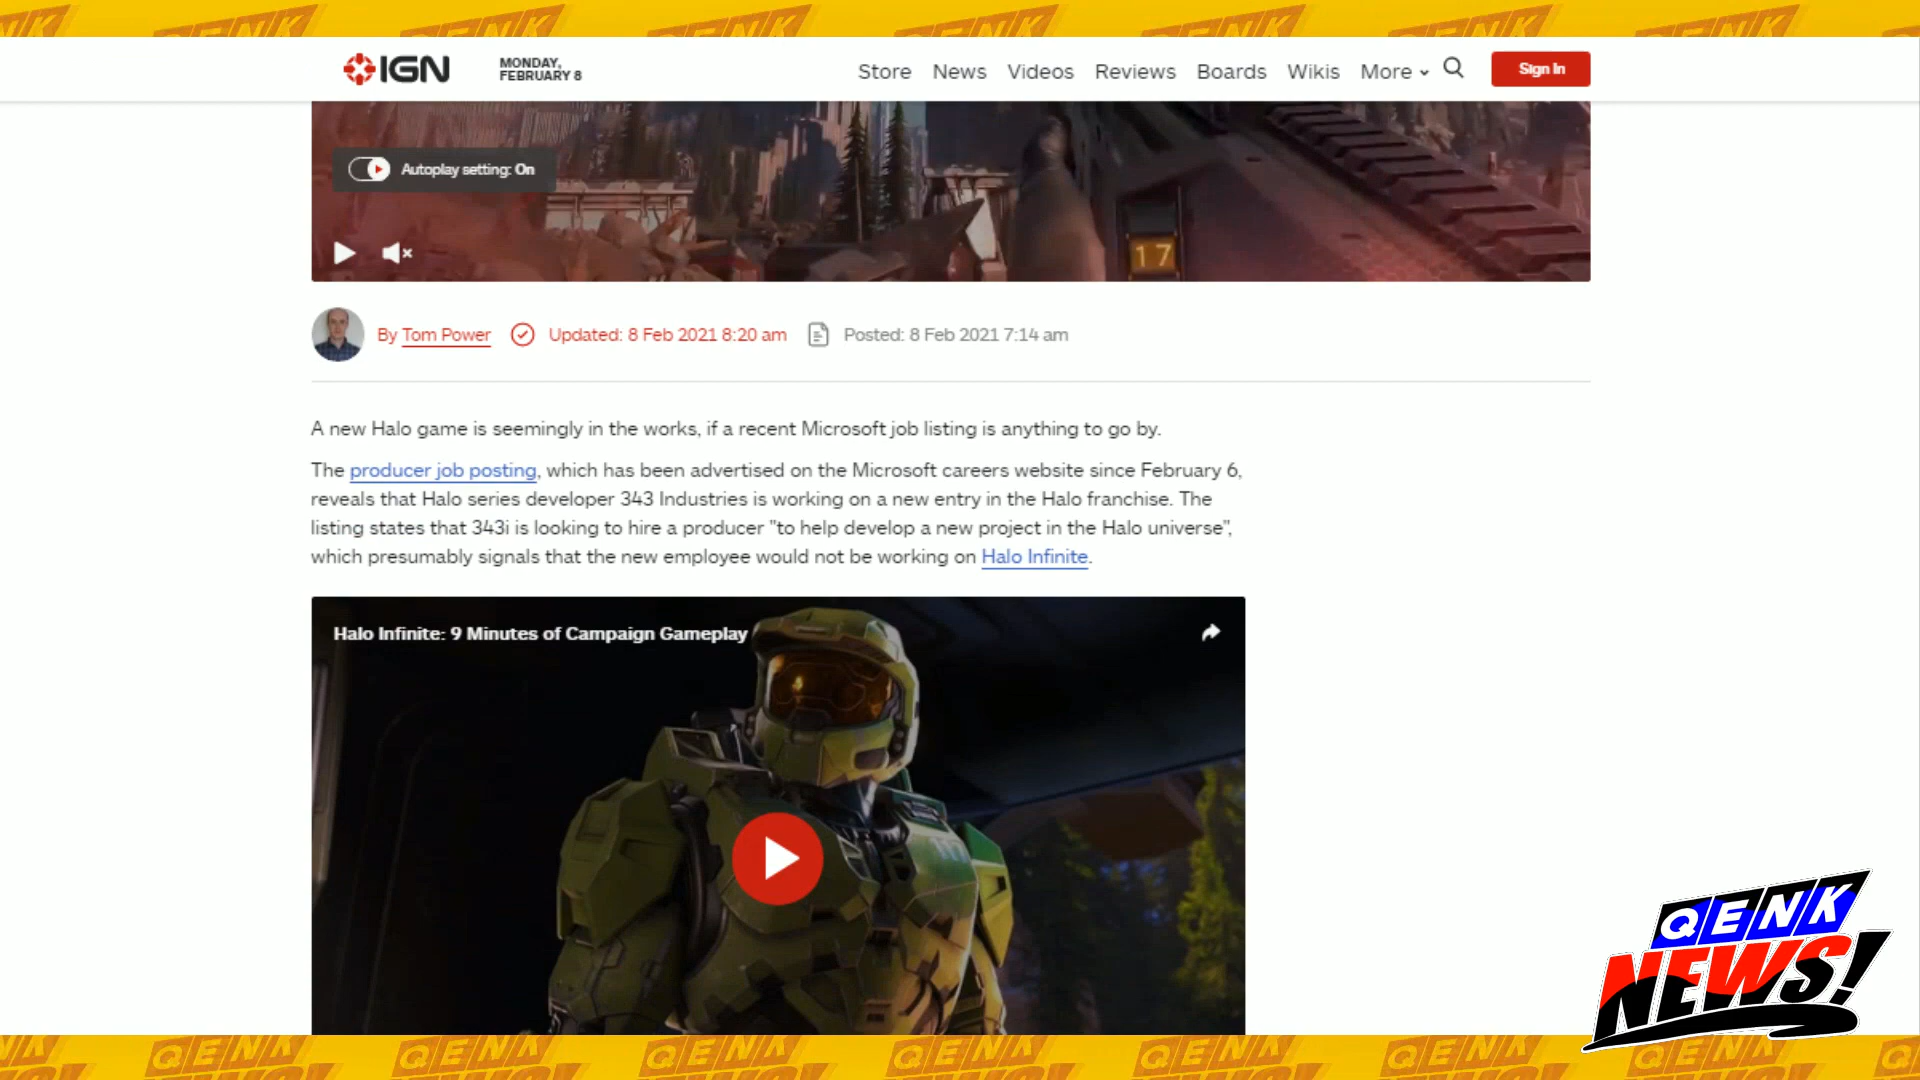 IGN
MONDAY,
FEBRUARY 8
Store News Videos Reviews Boards Wikis More
Sign In
Autoplay setting: On
17
By Tom Power Updated: 8 Feb 2021 8:20 am Posted: 8 Feb 2021 7:14 am
A new Halo game is seemingly in the works, if a recent Microsoft job listing is anything to go by.
The producer job posting, which has been advertised on the Microsoft careers website since February 6,
reveals that Halo series developer 343 Industries is working on a new entry in the Halo franchise. The
listing states that 343i is looking to hire a producer "to help develop a new project in the Halo universe",
which presumably signals that the new employee would not be working on Halo Infinite.
Halo Infinite: 9 Minutes of Campaign Gameplay
QENK
NEWS!
QENK QENK QENK QENK QENK QENK